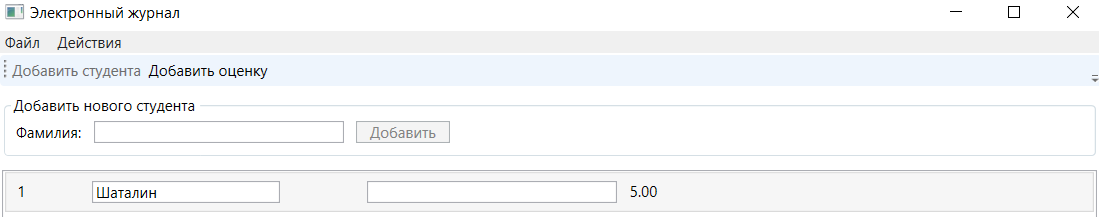 Электронный журнал
Файл Действия
Добавить студента Добавить оценку
Добавить нового студента
Фамилия: Добавить
1 Шаталин 5.00